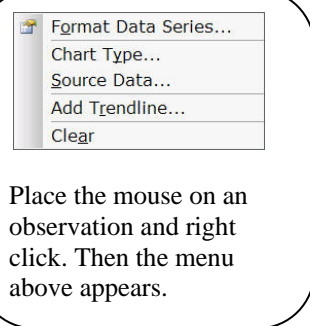 Format Data Series...
Chart Type...
Source Data...
Add Trendline...
Clear
Place the mouse on an
observation and right
click. Then the menu
above appears.